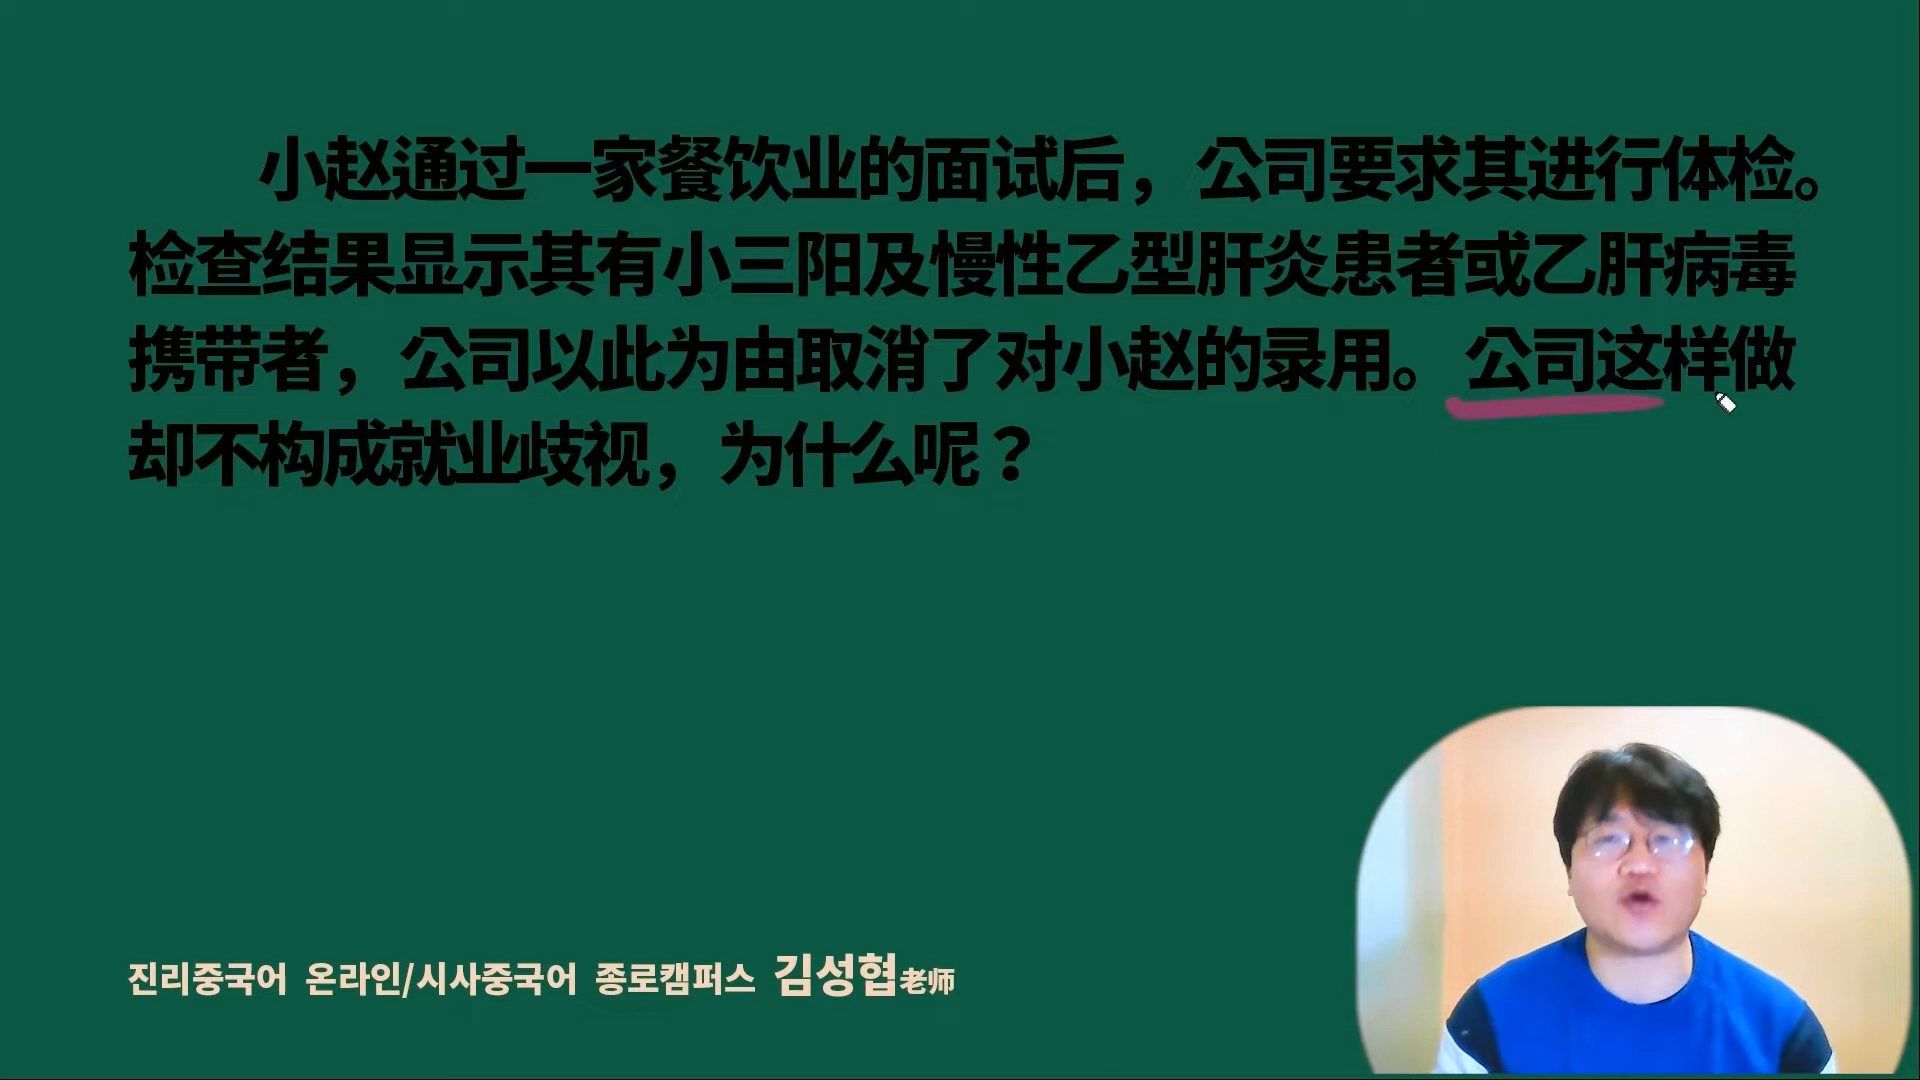 小赵通过一家餐饮业的面试后，公司要求其进行体检。
检查结果显示其有小三阳及慢性乙型肝炎患者或乙肝病毒
携带者，公司以此为由取消了对小赵的录用。公司这样做
却不构成就业歧视，为什么呢？
진리중국어 온라인/시사중국어 종로캠퍼스 김성협老师